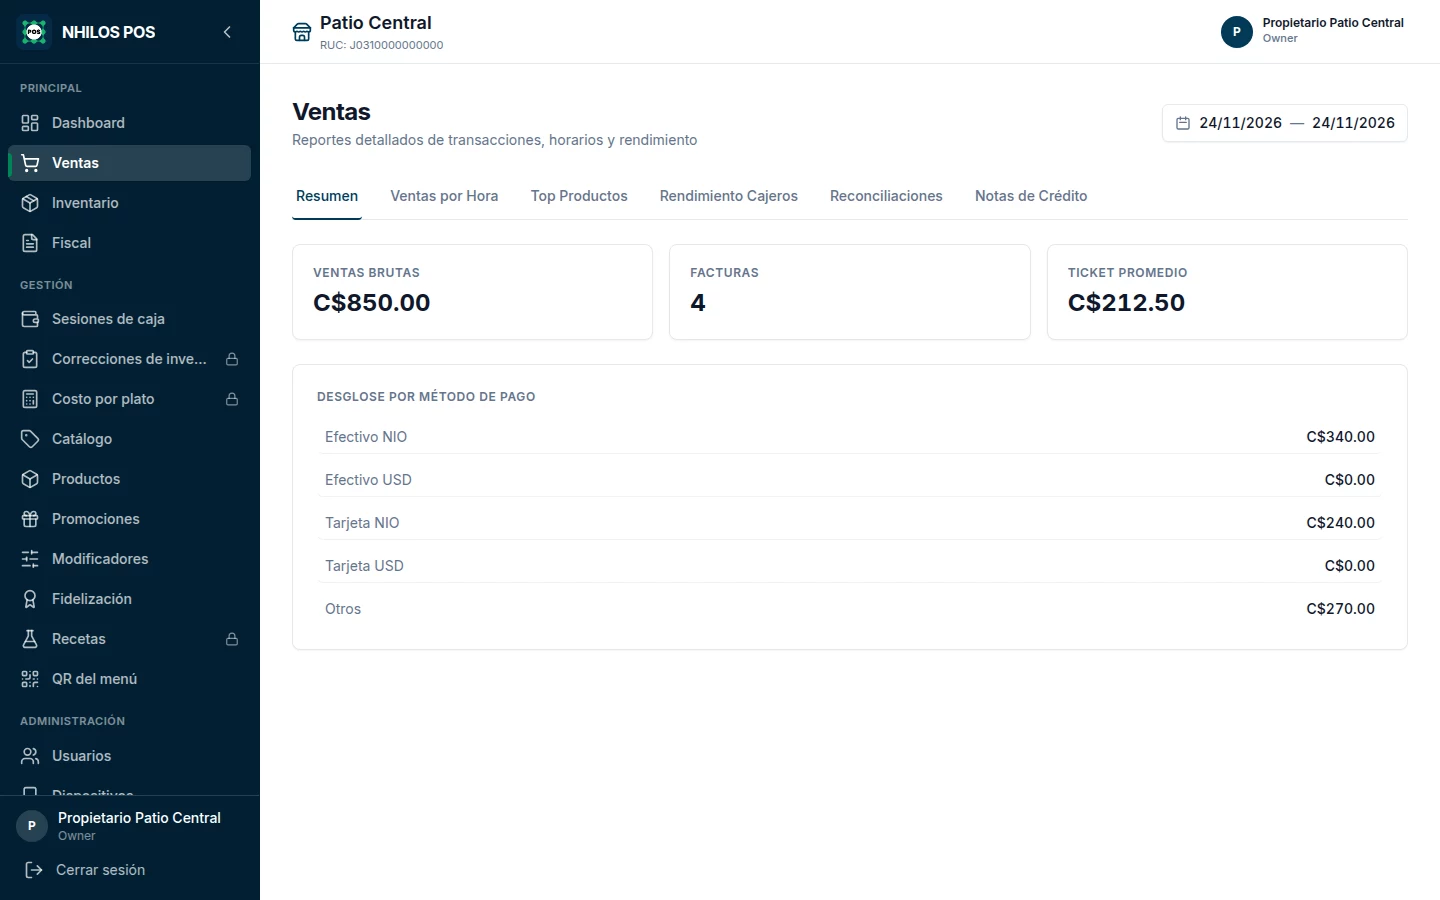 POS
NHILOS POS
PRINCIPAL
Dashboard
Ventas
Inventario
Fiscal
GESTIÓN
Sesiones de caja
Correcciones de inve...
Costo por plato
Catálogo
Productos
Promociones
Modificadores
Fidelización
Recetas
QR del menú
ADMINISTRACIÓN
Usuarios
Dispositivos
P
Propietario Patio Central
Owner
Cerrar sesión
Patio Central
RUC: J0310000000000
P
Propietario Patio Central
Owner
Ventas
Reportes detallados de transacciones, horarios y rendimiento
24/11/2026 — 24/11/2026
Resumen Ventas por Hora Top Productos Rendimiento Cajeros Reconciliaciones Notas de Crédito
VENTAS BRUTAS
C$850.00
FACTURAS
4
TICKET PROMEDIO
C$212.50
DESGLOSE POR MÉTODO DE PAGO
Efectivo NIO C$340.00
Efectivo USD C$0.00
Tarjeta NIO C$240.00
Tarjeta USD C$0.00
Otros C$270.00